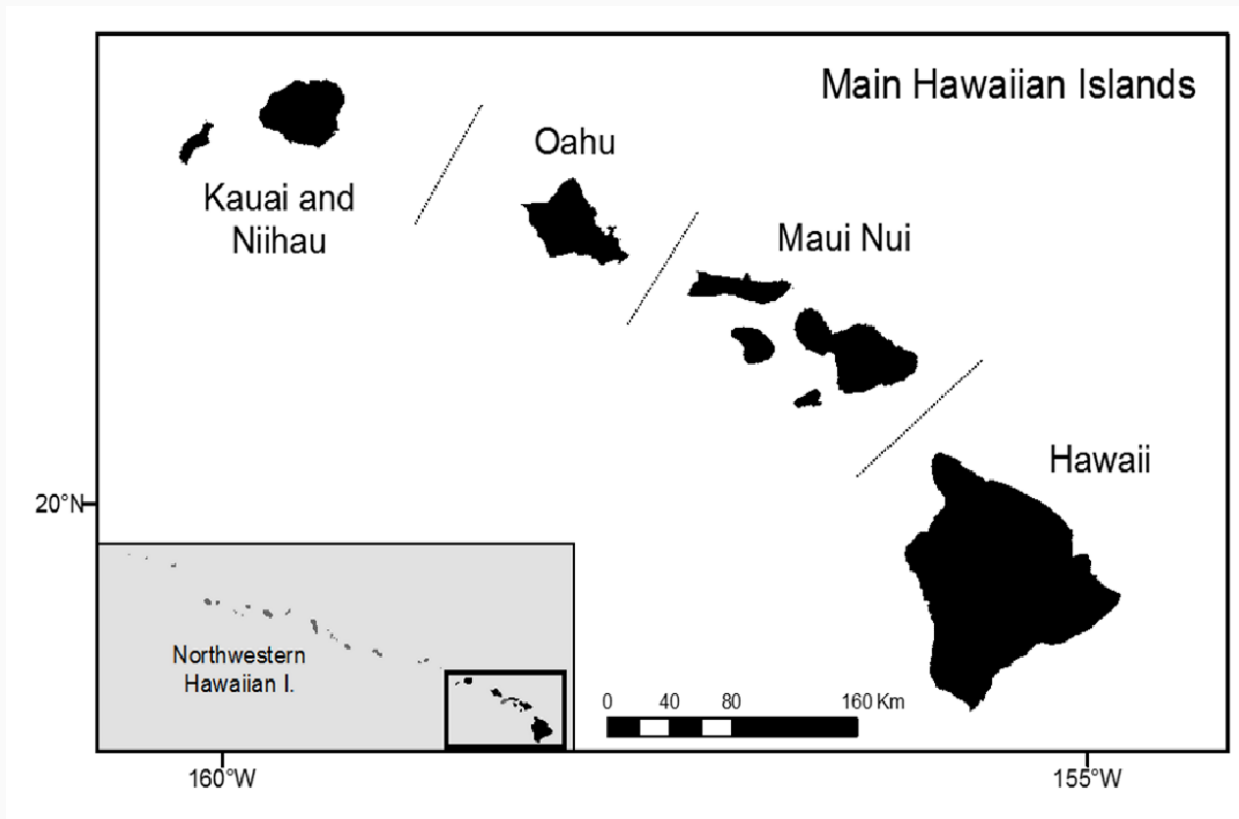 Main Hawaiian Islands
Oahu
Kauai and
Niihau
Maui Nui
Hawaii
20°N
Northwestern
Hawaiian I.
0 40 80 160 Km
160°W 155°W